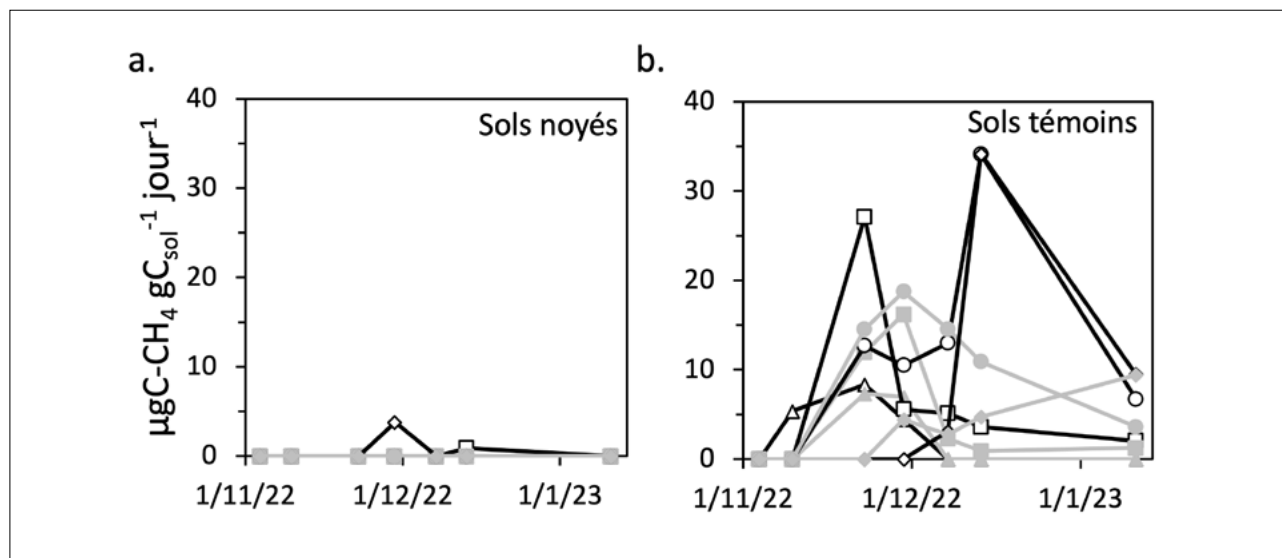 a.
Sols noyés
µgC-CH₄ gC_sol⁻¹ jour⁻¹
40
30
20
10
0
1/11/22 1/12/22 1/1/23
b.
Sols témoins
40
30
20
10
0
1/11/22 1/12/22 1/1/23